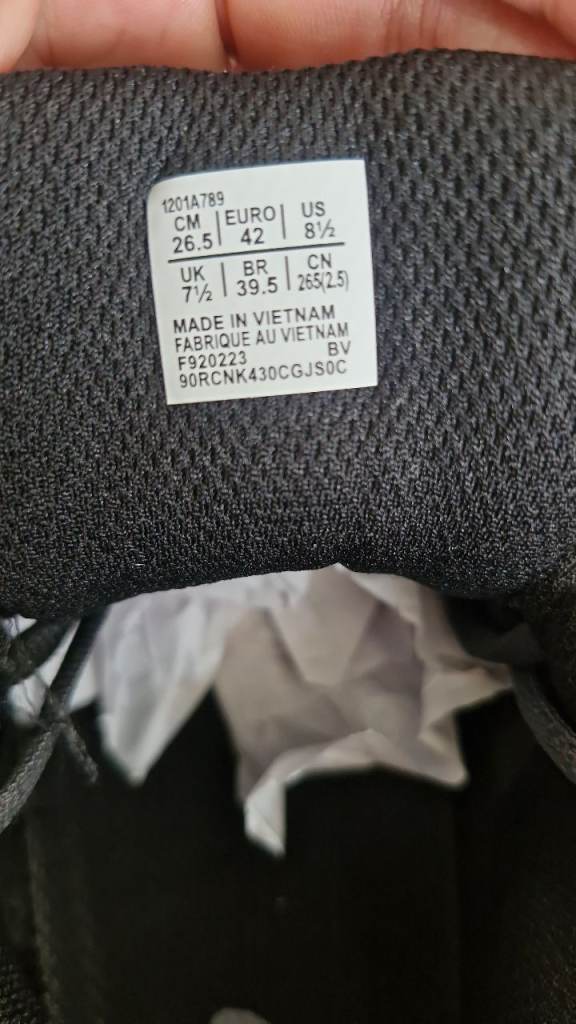 1201A789
CM | EURO | US
26.5 | 42 | 8½
UK | BR | CN
7½ | 39.5 | 265(2.5)
MADE IN VIETNAM
FABRIQUE AU VIETNAM
F920223 BV
90RCNK430CGJS0C